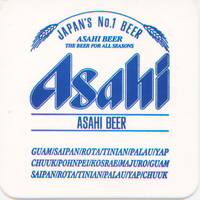 JAPAN'S No.1 BEER
ASAHI BEER
THE BEER FOR ALL SEASONS
Asahi
ASAHI BEER
GUAM/SAIPAN/ROTA/TINIAN/PALAU/YAP
CHUUK/POHNPEI/KOSRAE/MAJURO/GUAM
SAIPAN/ROTA/TINIAN/PALAU/YAP/CHUUK